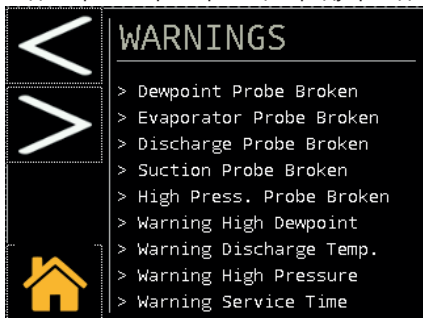 WARNINGS
> Dewpoint Probe Broken
> Evaporator Probe Broken
> Discharge Probe Broken
> Suction Probe Broken
> High Press. Probe Broken
> Warning High Dewpoint
> Warning Discharge Temp.
> Warning High Pressure
> Warning Service Time